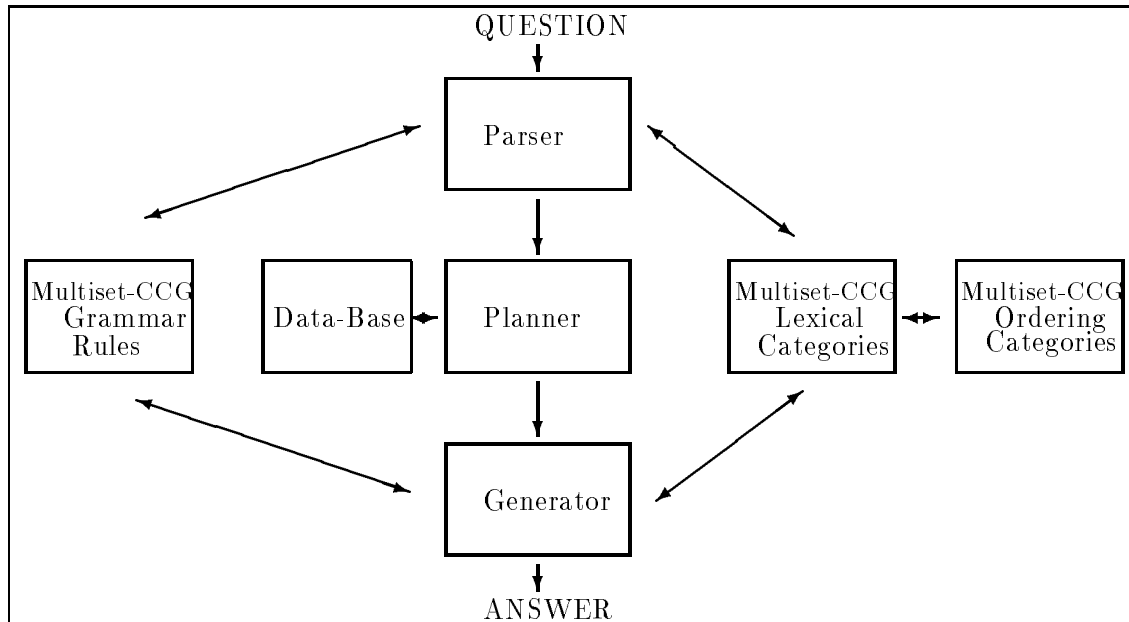 QUESTION
Parser
Multiset-CCG
Grammar
Rules
Data-Base
Planner
Multiset-CCG
Lexical
Categories
Multiset-CCG
Ordering
Categories
Generator
ANSWER